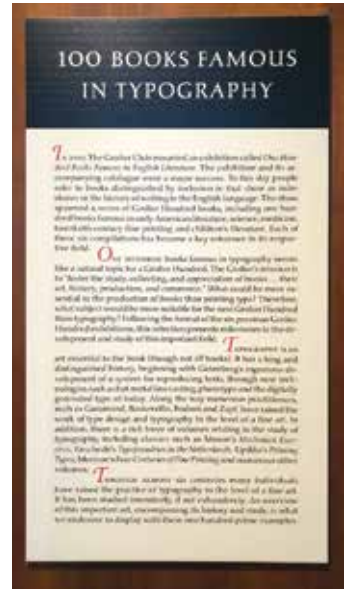 100 BOOKS FAMOUS
IN TYPOGRAPHY
In The Grolier Club mounted an exhibition called One Hun-
dred Books Famous in English Literature. The exhibition and its ac-
companying catalogue were a major success. To this day people
refer to books distinguished by inclusion in that show as mile-
stones in the history of writing in the English language. The show
spawned a series of Grolier Hundred books, including one hun-
dred books famous in early American literature, science, medicine,
twentieth-century fine printing, and children's literature. Each of
these six compilations has become a key reference in its respec-
tive field. One hundred books famous in typography seems
like a natural topic for a Grolier Hundred. The Grolier's mission is
to "foster the study, collecting, and appreciation of books their
art, history, production, and commerce." What could be more es-
sential to the production of books than printing type? Therefore,
what subject would be more suitable for the next Grolier Hundred
than typography? Following the format of the six previous Grolier
Hundred exhibitions, this selection presents milestones in the de-
velopment and study of this important field. Typography is an
art essential to the book (though not all books). It has a long and
distinguished history, beginning with Gutenberg's ingenious de-
velopment of a system for reproducing texts, through new tech-
nologies such as hot metal line casting, phototype and the digitally
generated type of today. Along the way numerous practitioners,
such as Garamond, Baskerville, Bodoni and Zapf, have raised the
work of type design and typography to the level of a fine art. In
addition, there is a rich lore of volumes relating to the study of
typography, including classics such as Moxon's Mechanick Exer-
cises, Enschedé's Typefoundries in the Netherlands, Updike's Printing
Types, Morison's Four Centuries of Fine Printing and numerous other
volumes. Through almost six centuries many individuals
have raised the practice of typography to the level of a fine art.
It has been studied intensively, if not exhaustively. An overview
of this important art, encompassing its history and study, is what
we endeavor to display with these one hundred prime examples.